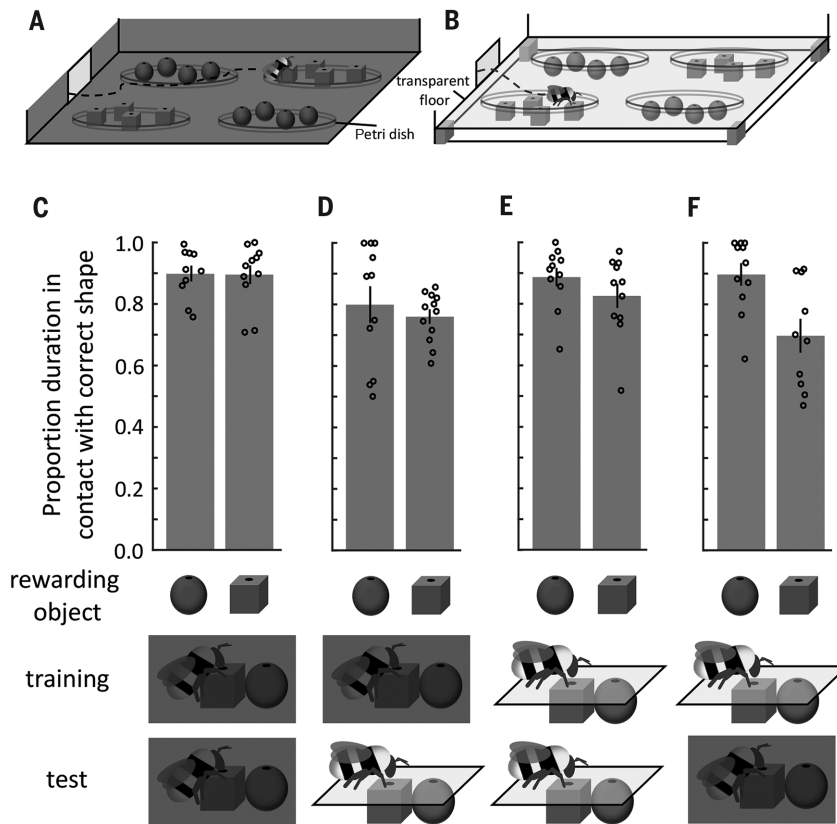 A
B
transparent
floor
Petri dish
C
D
E
F
Proportion duration in
contact with correct shape
1.0
0.8
0.6
0.4
0.2
0.0
rewarding
object
training
test